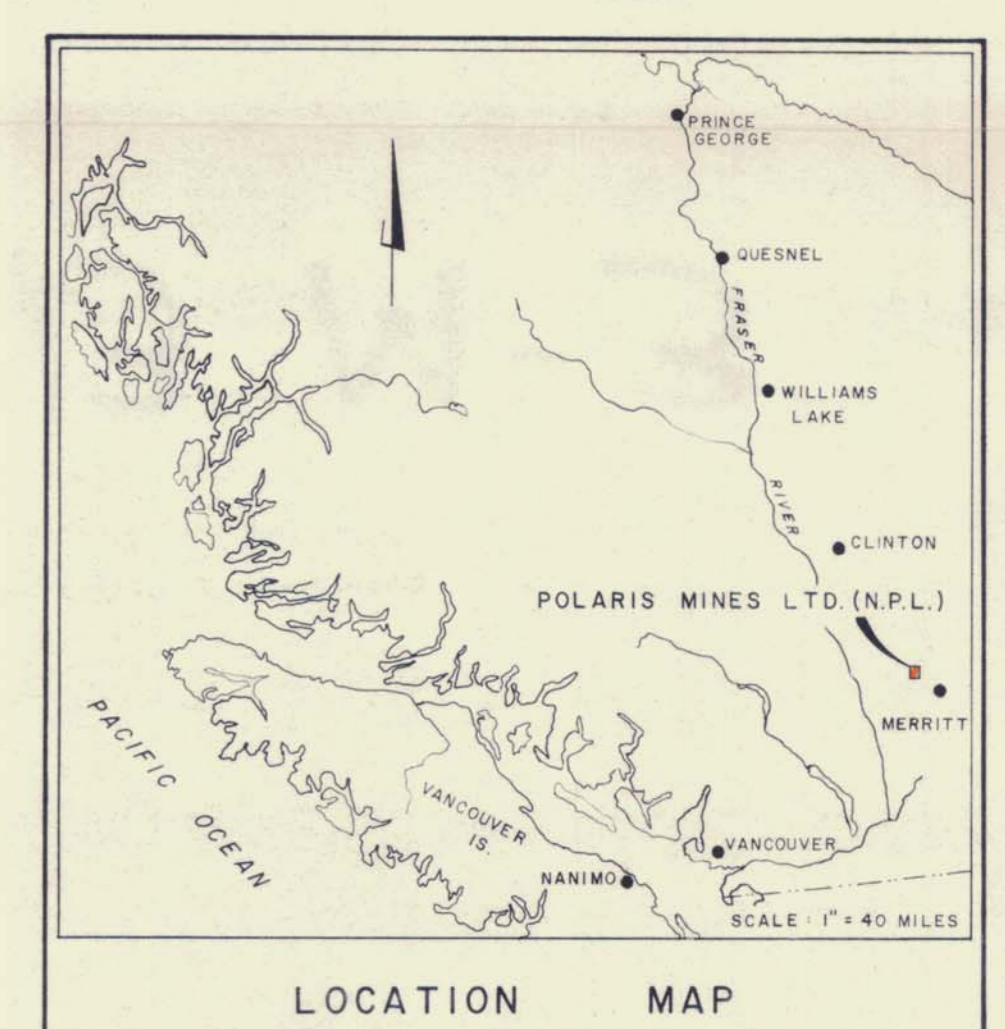 PRINCE
GEORGE
QUESNEL
FRASER
WILLIAMS
LAKE
RIVER
CLINTON
POLARIS MINES LTD. (N.P.L.)
MERRITT
PACIFIC
OCEAN
VANCOUVER
IS.
VANCOUVER
NANIMO
SCALE : 1" = 40 MILES
LOCATION MAP